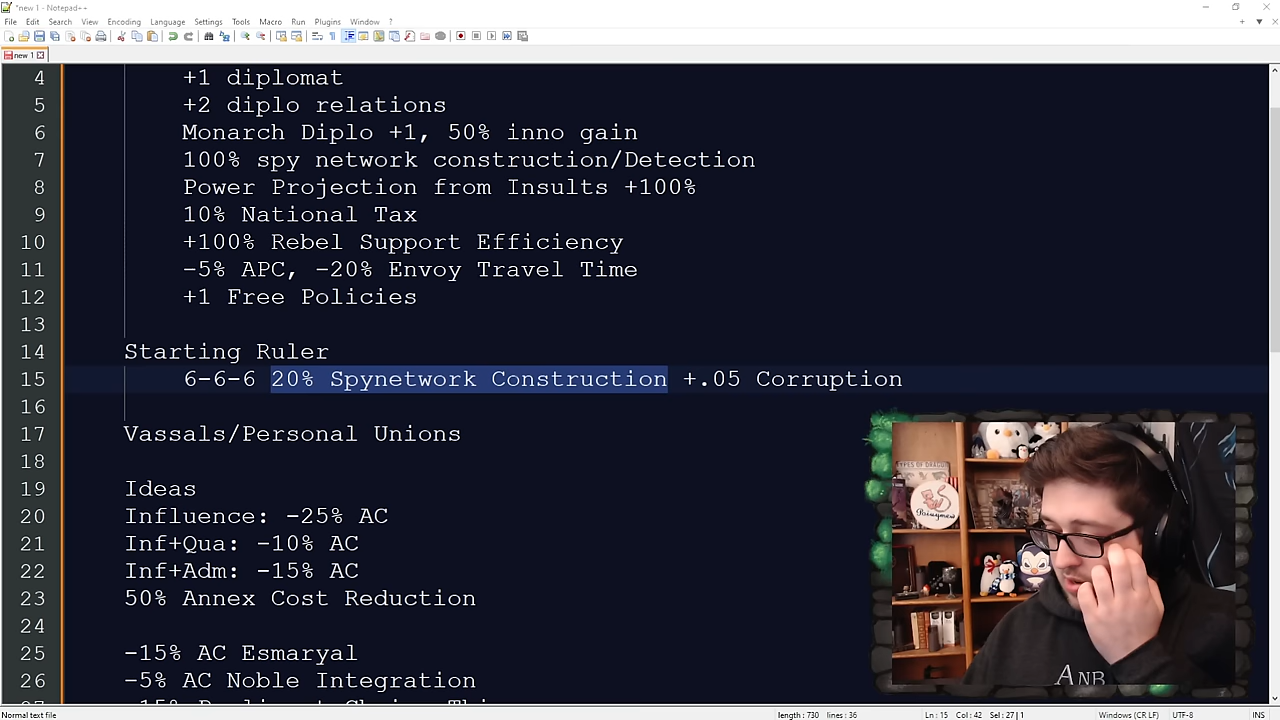 *new 1 - Notepad++
File Edit Search View Encoding Language Settings Tools Macro Run Plugins Window ?
new 1
4 +1 diplomat
5 +2 diplo relations
6 Monarch Diplo +1, 50% inno gain
7 100% spy network construction/Detection
8 Power Projection from Insults +100%
9 10% National Tax
10 +100% Rebel Support Efficiency
11 -5% APC, -20% Envoy Travel Time
12 +1 Free Policies
13
14 Starting Ruler
15 6-6-6 20% Spynetwork Construction +.05 Corruption
16
17 Vassals/Personal Unions
18
19 Ideas
20 Influence: -25% AC
21 Inf+Qua: -10% AC
22 Inf+Adm: -15% AC
23 50% Annex Cost Reduction
24
25 -15% AC Esmaryal
26 -5% AC Noble Integration
TYPES OF
ANB
Normal text file length : 730 lines : 36 Ln : 15 Col : 42 Sel : 27 | 1 Windows (CR LF) UTF-8 INS